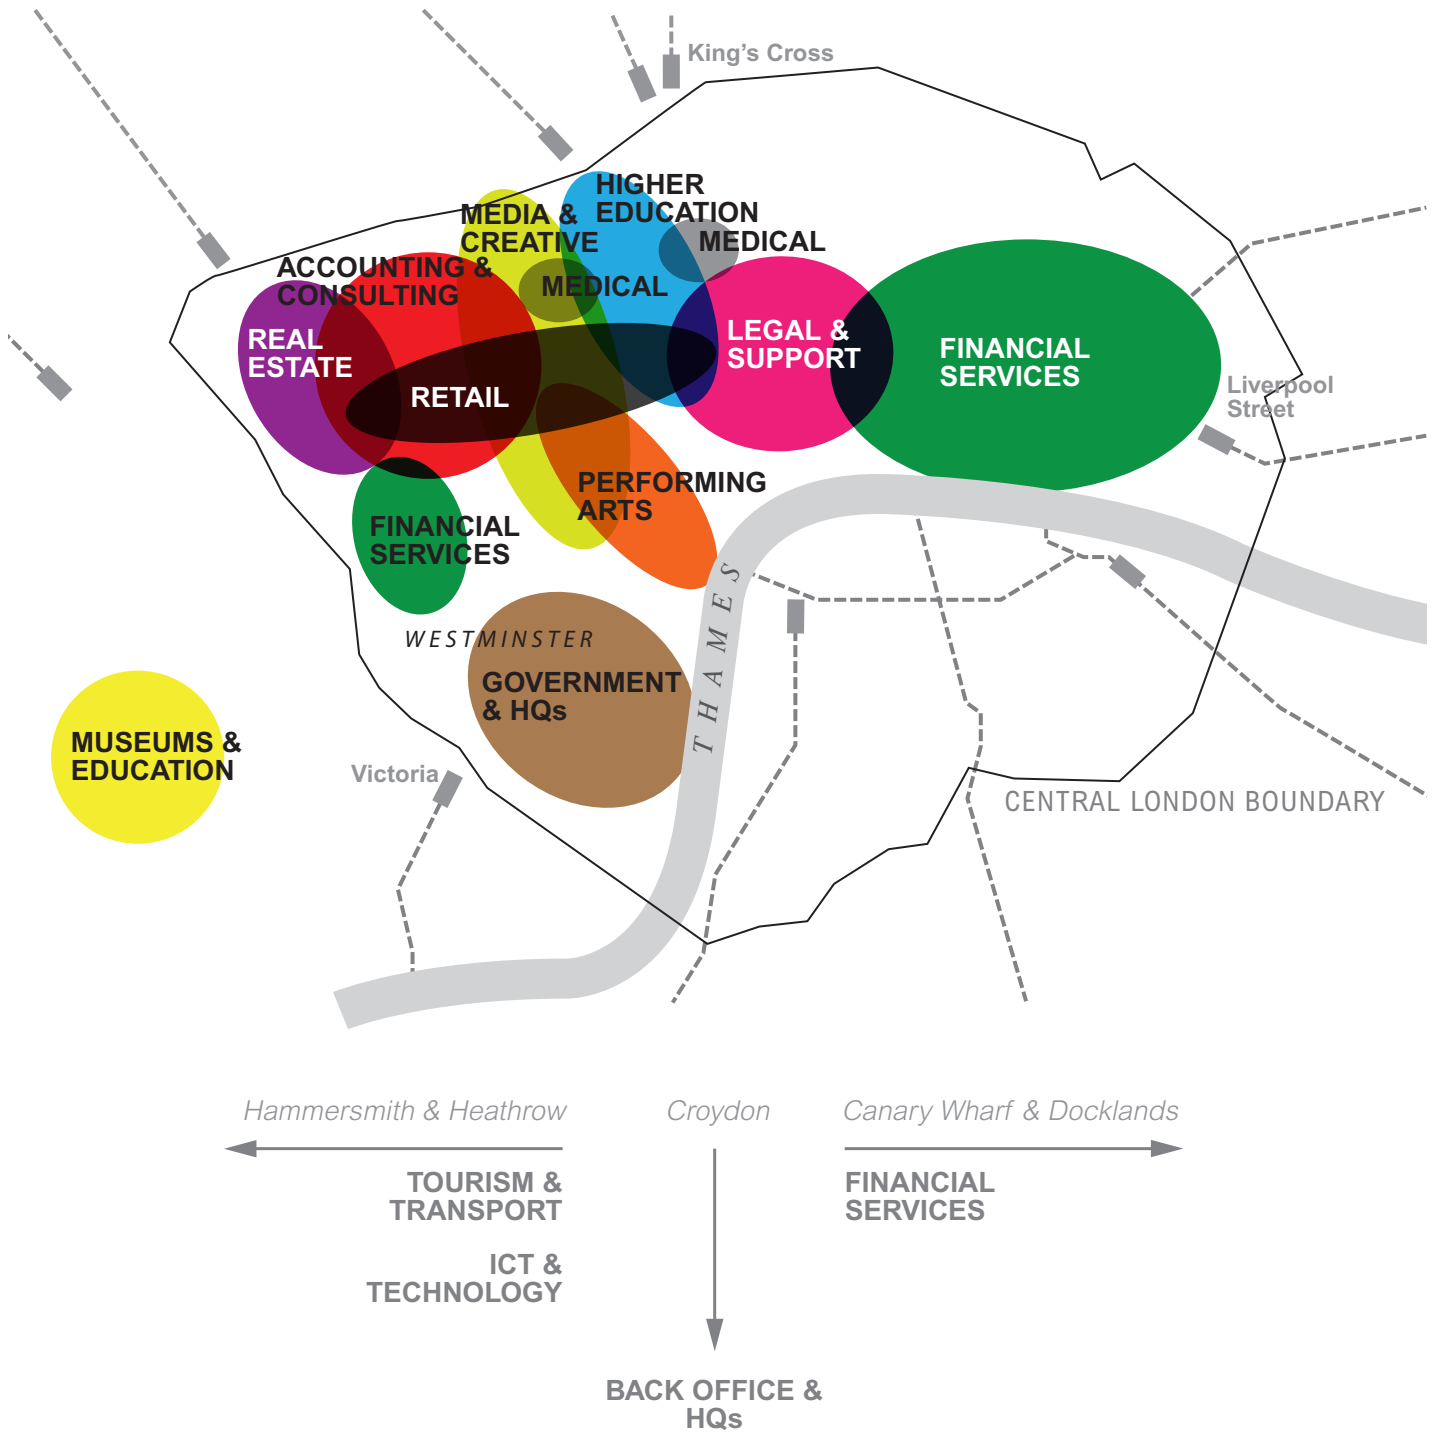 King's Cross
HIGHER
EDUCATION
MEDIA &
CREATIVE
MEDICAL
ACCOUNTING &
CONSULTING
MEDICAL
REAL
ESTATE
LEGAL &
SUPPORT
FINANCIAL
SERVICES
RETAIL
Liverpool
Street
PERFORMING
ARTS
FINANCIAL
SERVICES
THAMES
WESTMINSTER
GOVERNMENT
& HQs
MUSEUMS &
EDUCATION
Victoria
CENTRAL LONDON BOUNDARY
Hammersmith & Heathrow
Croydon
Canary Wharf & Docklands
TOURISM &
TRANSPORT
FINANCIAL
SERVICES
ICT &
TECHNOLOGY
BACK OFFICE &
HQs